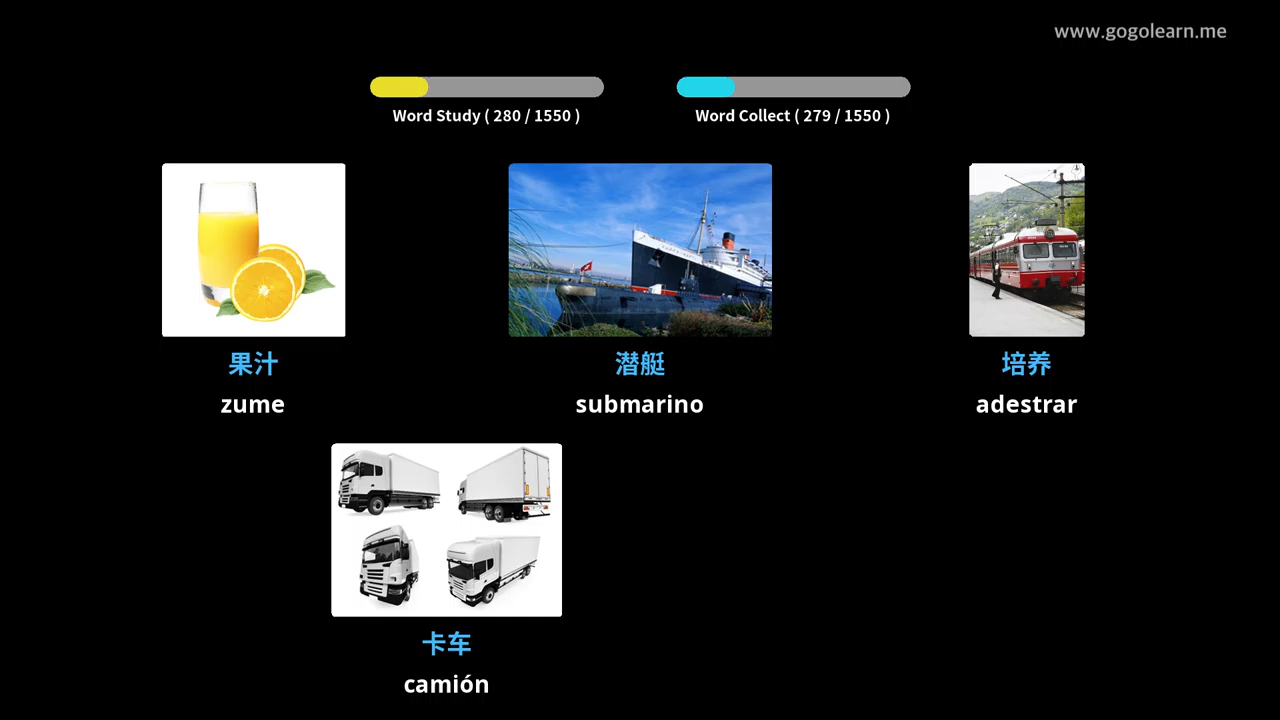 www.gogolearn.me
Word Study ( 280 / 1550 )
Word Collect ( 279 / 1550 )
果汁
zume
潜艇
submarino
培养
adestrar
卡车
camión